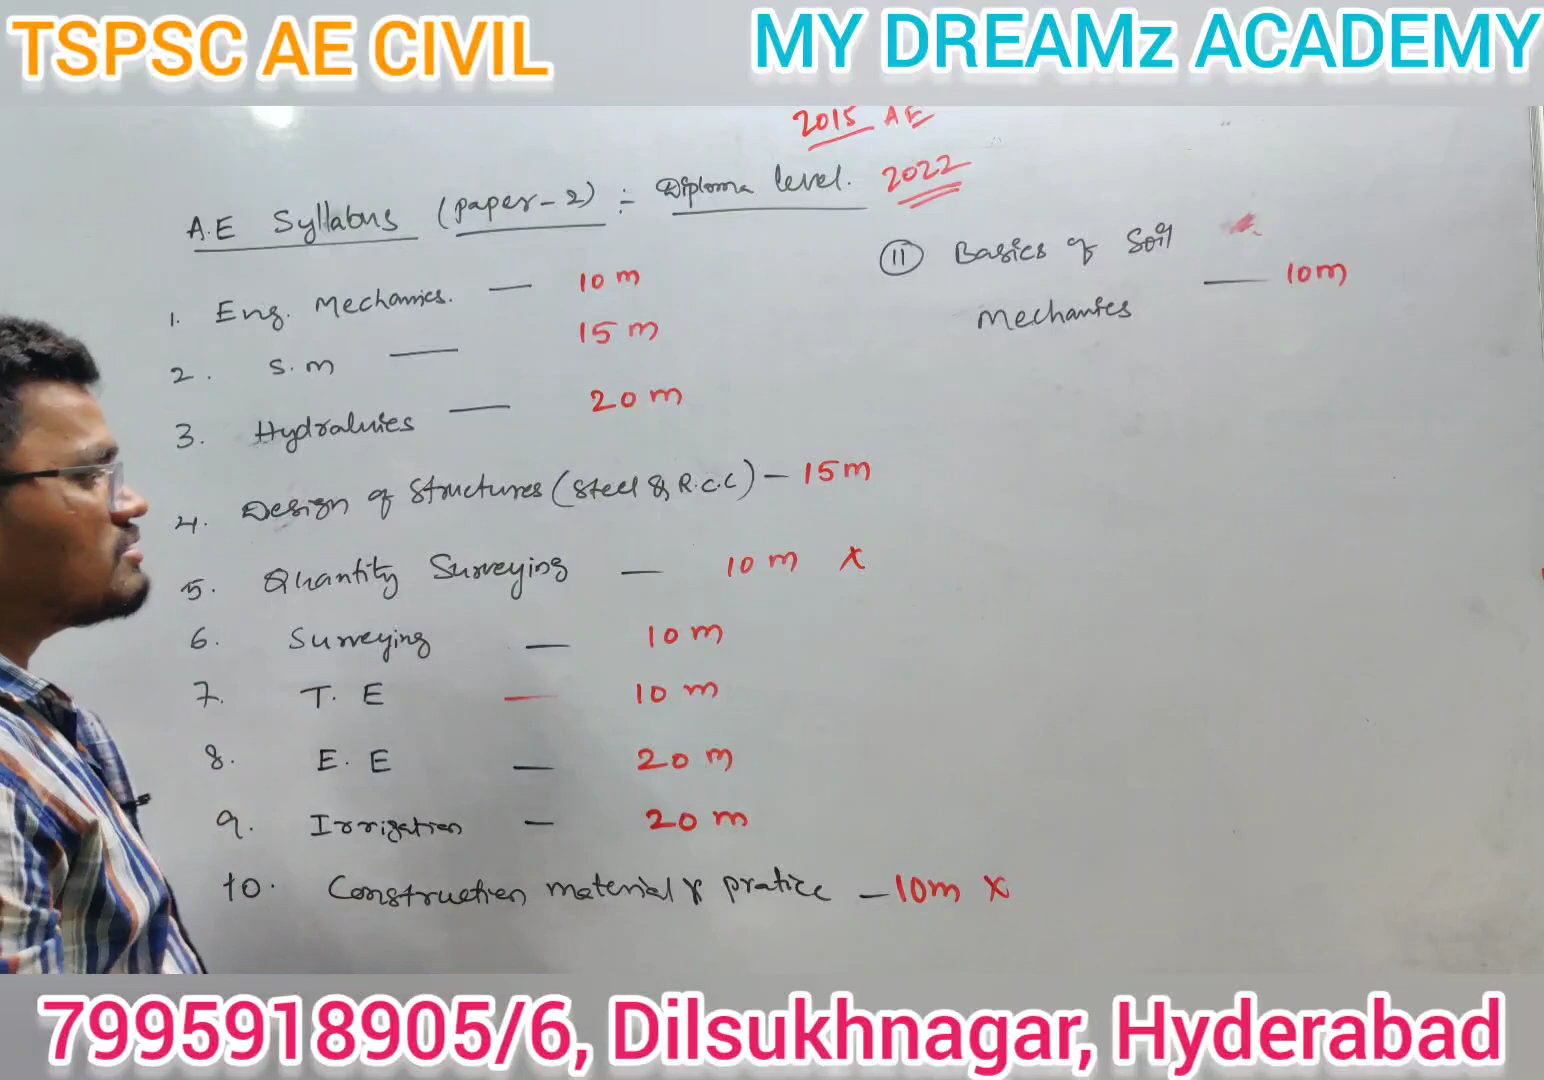 TSPSC AE CIVIL
MY DREAMz ACADEMY
2015 AE
A.E Syllabus (paper-2) :- Diploma level. 2022
1. Eng. Mechanics. — 10 m
2. S.m — 15 m
3. Hydraluics — 20 m
4. Design of Structures (Steel & R.C.C) - 15m
5. Quantity Surveying — 10 m x
6. Surveying — 10 m
7. T. E — 10 m
8. E. E — 20 m
9. Irrigation — 20 m
10. Construction material & pratice — 10m x
11 Basics of Soil
Mechanics — 10m
7995918905/6, Dilsukhnagar, Hyderabad